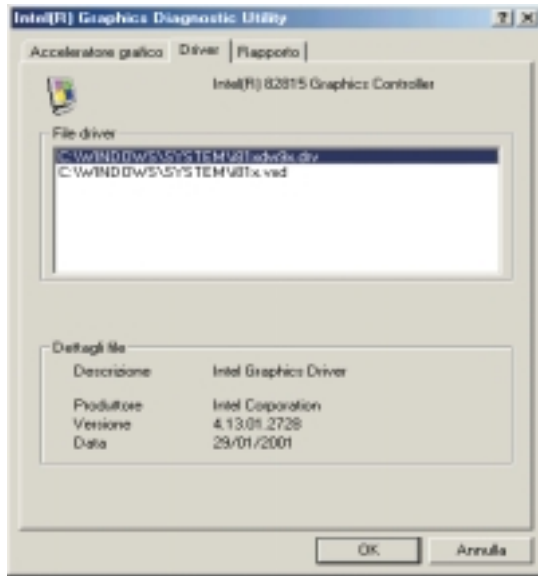 Intel(R) Graphics Diagnostic Utility
Acceleratore grafico Driver Rapporto
Intel(R) 82815 Graphics Controller
File driver
C:\WINDOWS\SYSTEM\i81xdw9x.drv
C:\WINDOWS\SYSTEM\i81x.vxd
Dettagli file
Descrizione Intel Graphics Driver
Produttore Intel Corporation
Versione 4.13.01.2728
Data 29/01/2001
OK Annulla